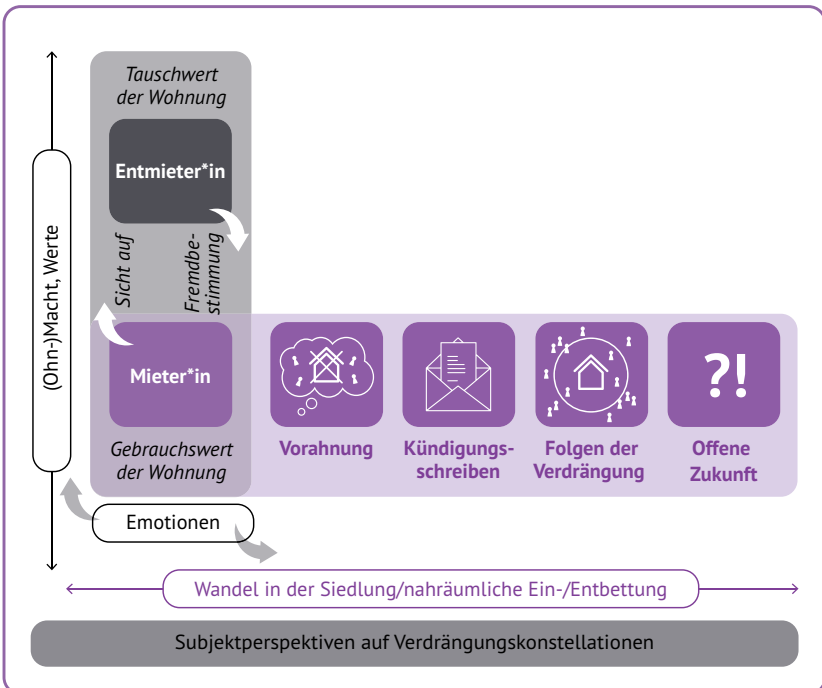 Tauschwert
der Wohnung
Entmieter*in
(Ohn-)Macht, Werte
Sicht auf
Fremdbe-
stimmung
Mieter*in
Gebrauchswert
der Wohnung
?!
Vorahnung
Kündigungs-
schreiben
Folgen der
Verdrängung
Offene
Zukunft
Emotionen
Wandel in der Siedlung/nahräumliche Ein-/Entbettung
Subjektperspektiven auf Verdrängungskonstellationen